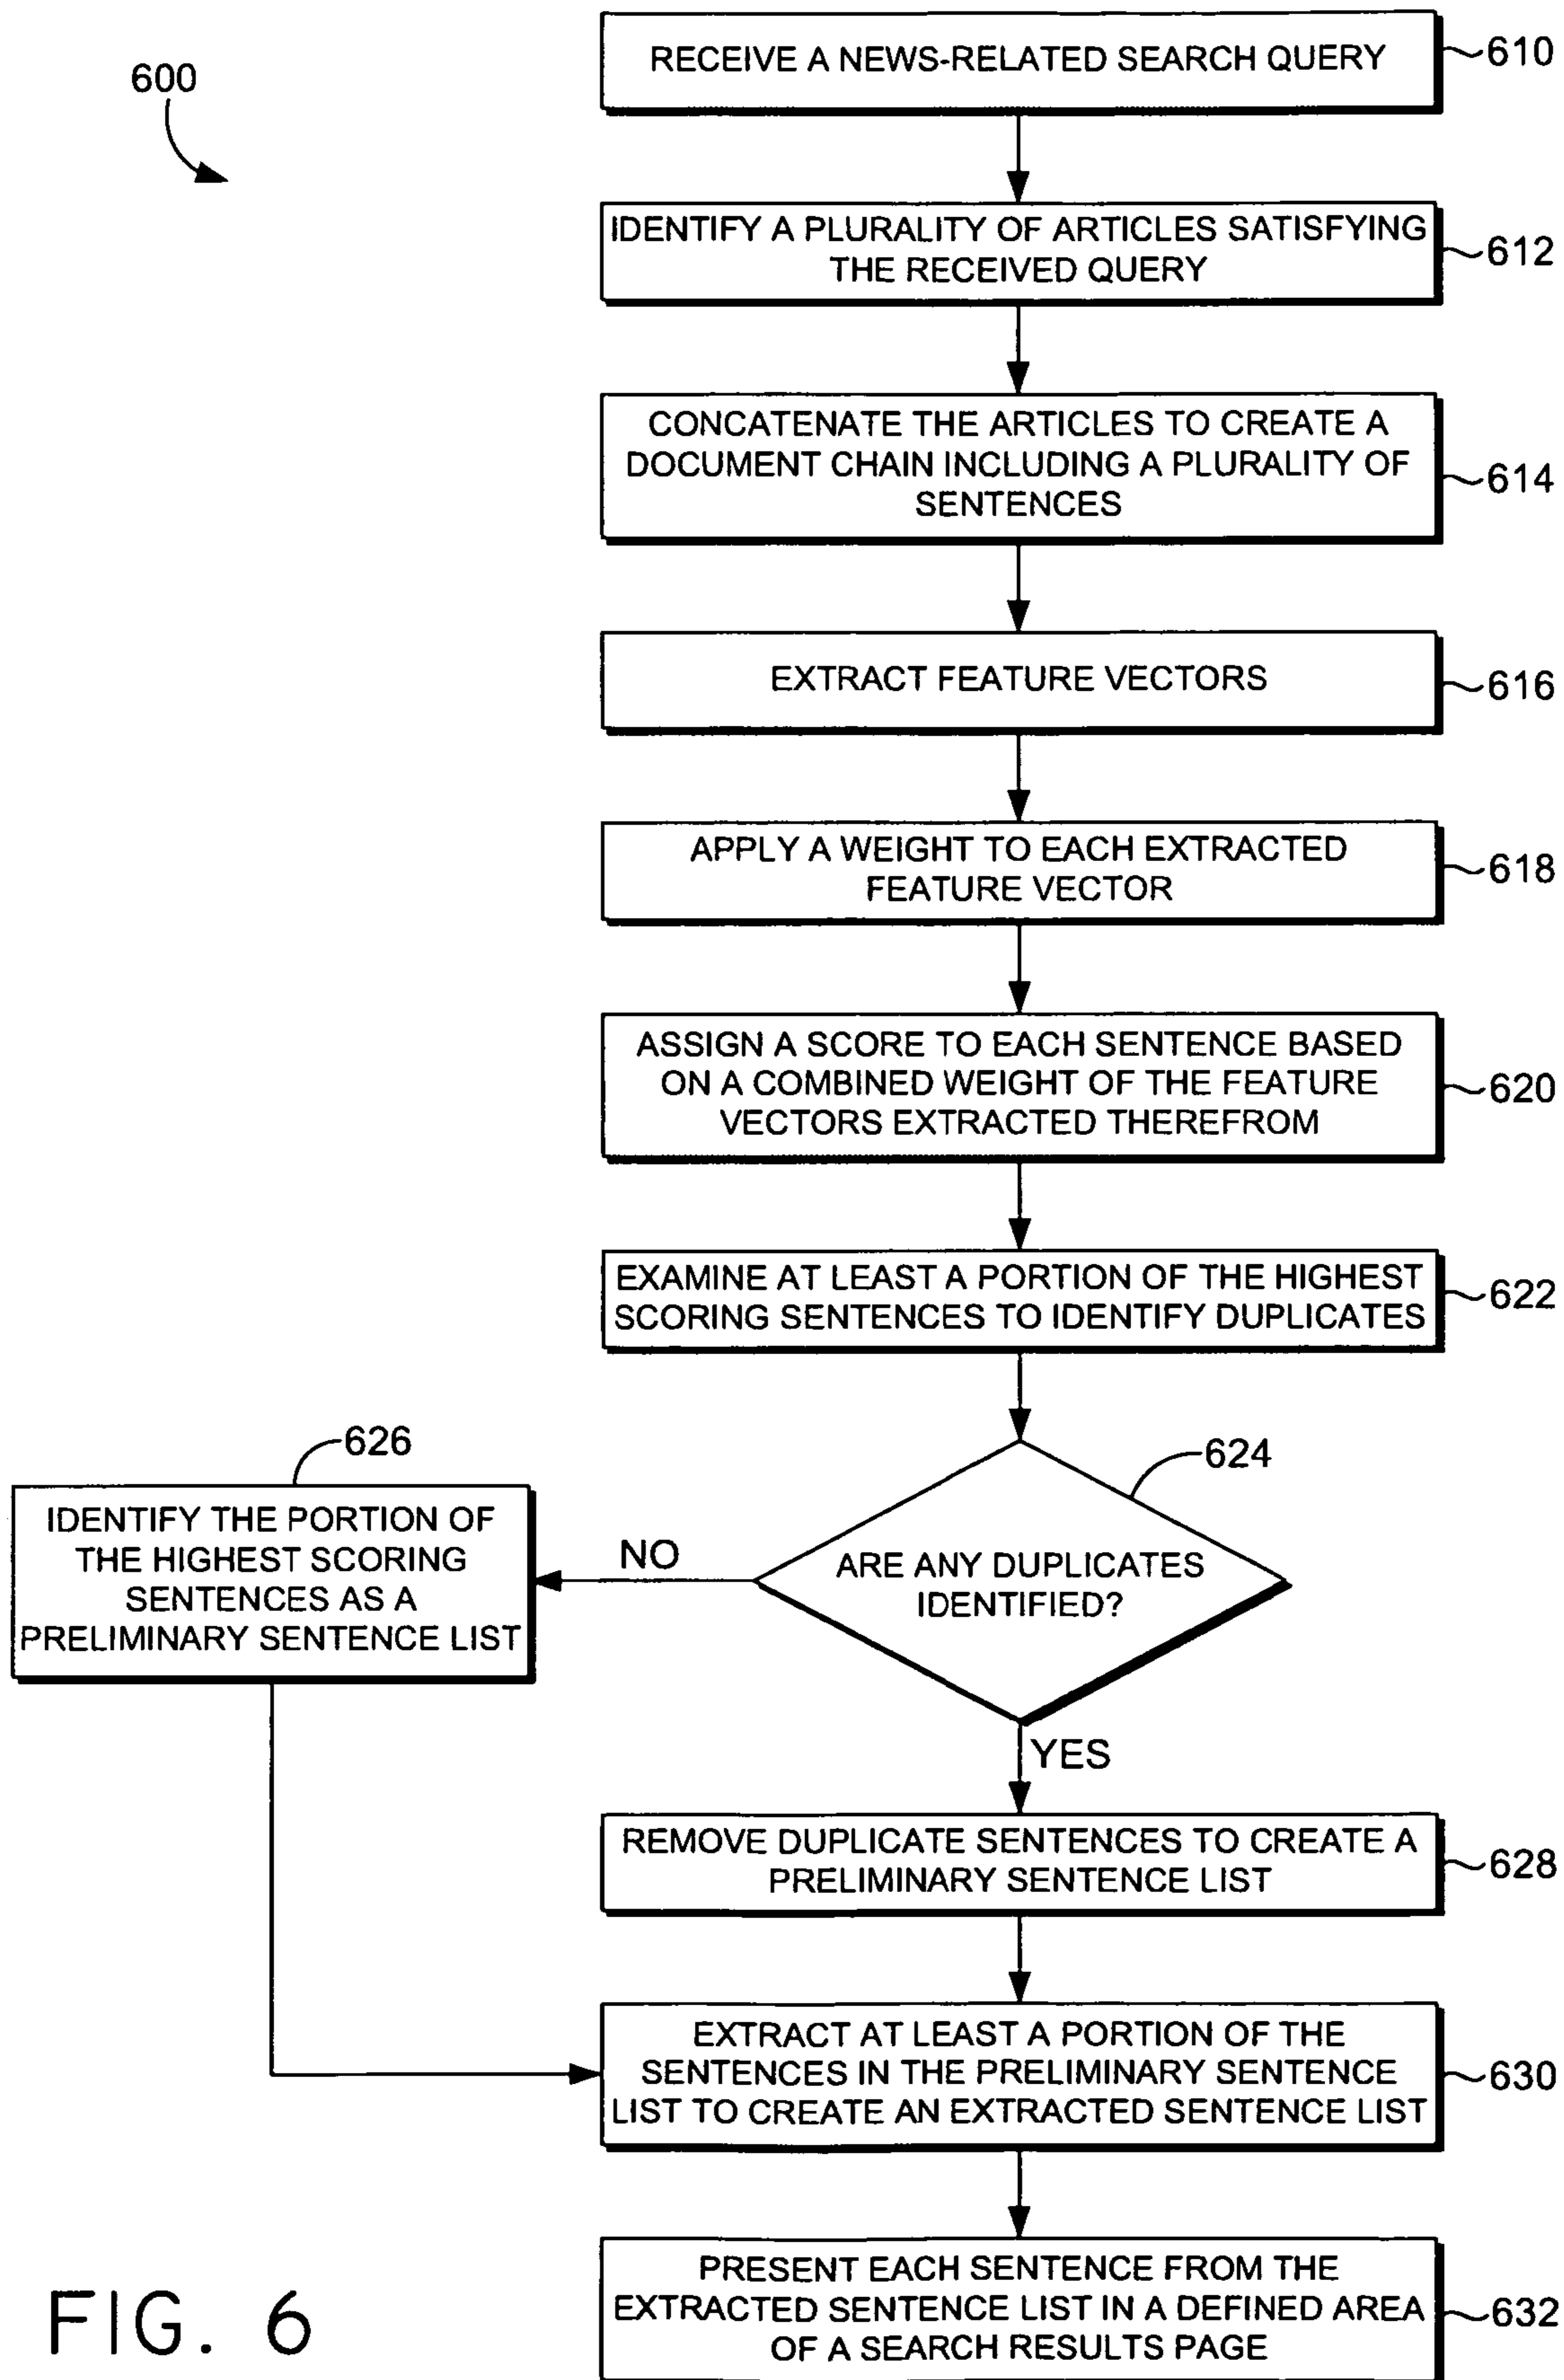 600
RECEIVE A NEWS-RELATED SEARCH QUERY
610
IDENTIFY A PLURALITY OF ARTICLES SATISFYING
THE RECEIVED QUERY
612
CONCATENATE THE ARTICLES TO CREATE A
DOCUMENT CHAIN INCLUDING A PLURALITY OF
SENTENCES
614
EXTRACT FEATURE VECTORS
616
APPLY A WEIGHT TO EACH EXTRACTED
FEATURE VECTOR
618
ASSIGN A SCORE TO EACH SENTENCE BASED
ON A COMBINED WEIGHT OF THE FEATURE
VECTORS EXTRACTED THEREFROM
620
EXAMINE AT LEAST A PORTION OF THE HIGHEST
SCORING SENTENCES TO IDENTIFY DUPLICATES
622
ARE ANY DUPLICATES
IDENTIFIED?
624
NO
626
IDENTIFY THE PORTION OF
THE HIGHEST SCORING
SENTENCES AS A
PRELIMINARY SENTENCE LIST
YES
REMOVE DUPLICATE SENTENCES TO CREATE A
PRELIMINARY SENTENCE LIST
628
EXTRACT AT LEAST A PORTION OF THE
SENTENCES IN THE PRELIMINARY SENTENCE
LIST TO CREATE AN EXTRACTED SENTENCE LIST
630
PRESENT EACH SENTENCE FROM THE
EXTRACTED SENTENCE LIST IN A DEFINED AREA
OF A SEARCH RESULTS PAGE
632
FIG. 6